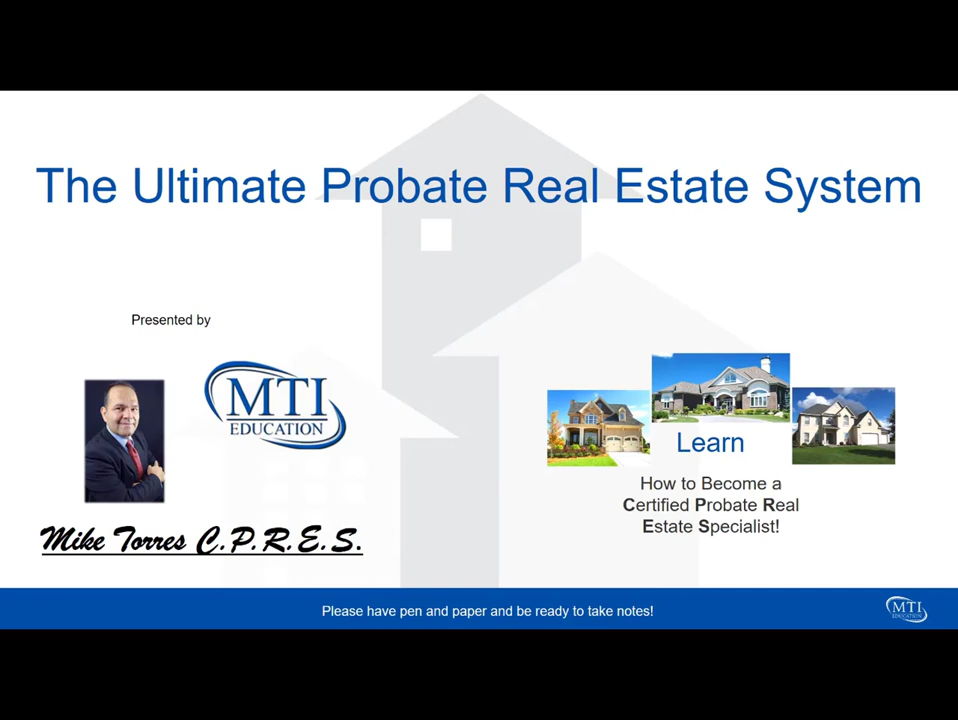 The Ultimate Probate Real Estate System
Presented by
MTI
EDUCATION
Mike Torres C.P.R.E.S.
Learn
How to Become a
Certified Probate Real
Estate Specialist!
Please have pen and paper and be ready to take notes!
MTI
EDUCATION